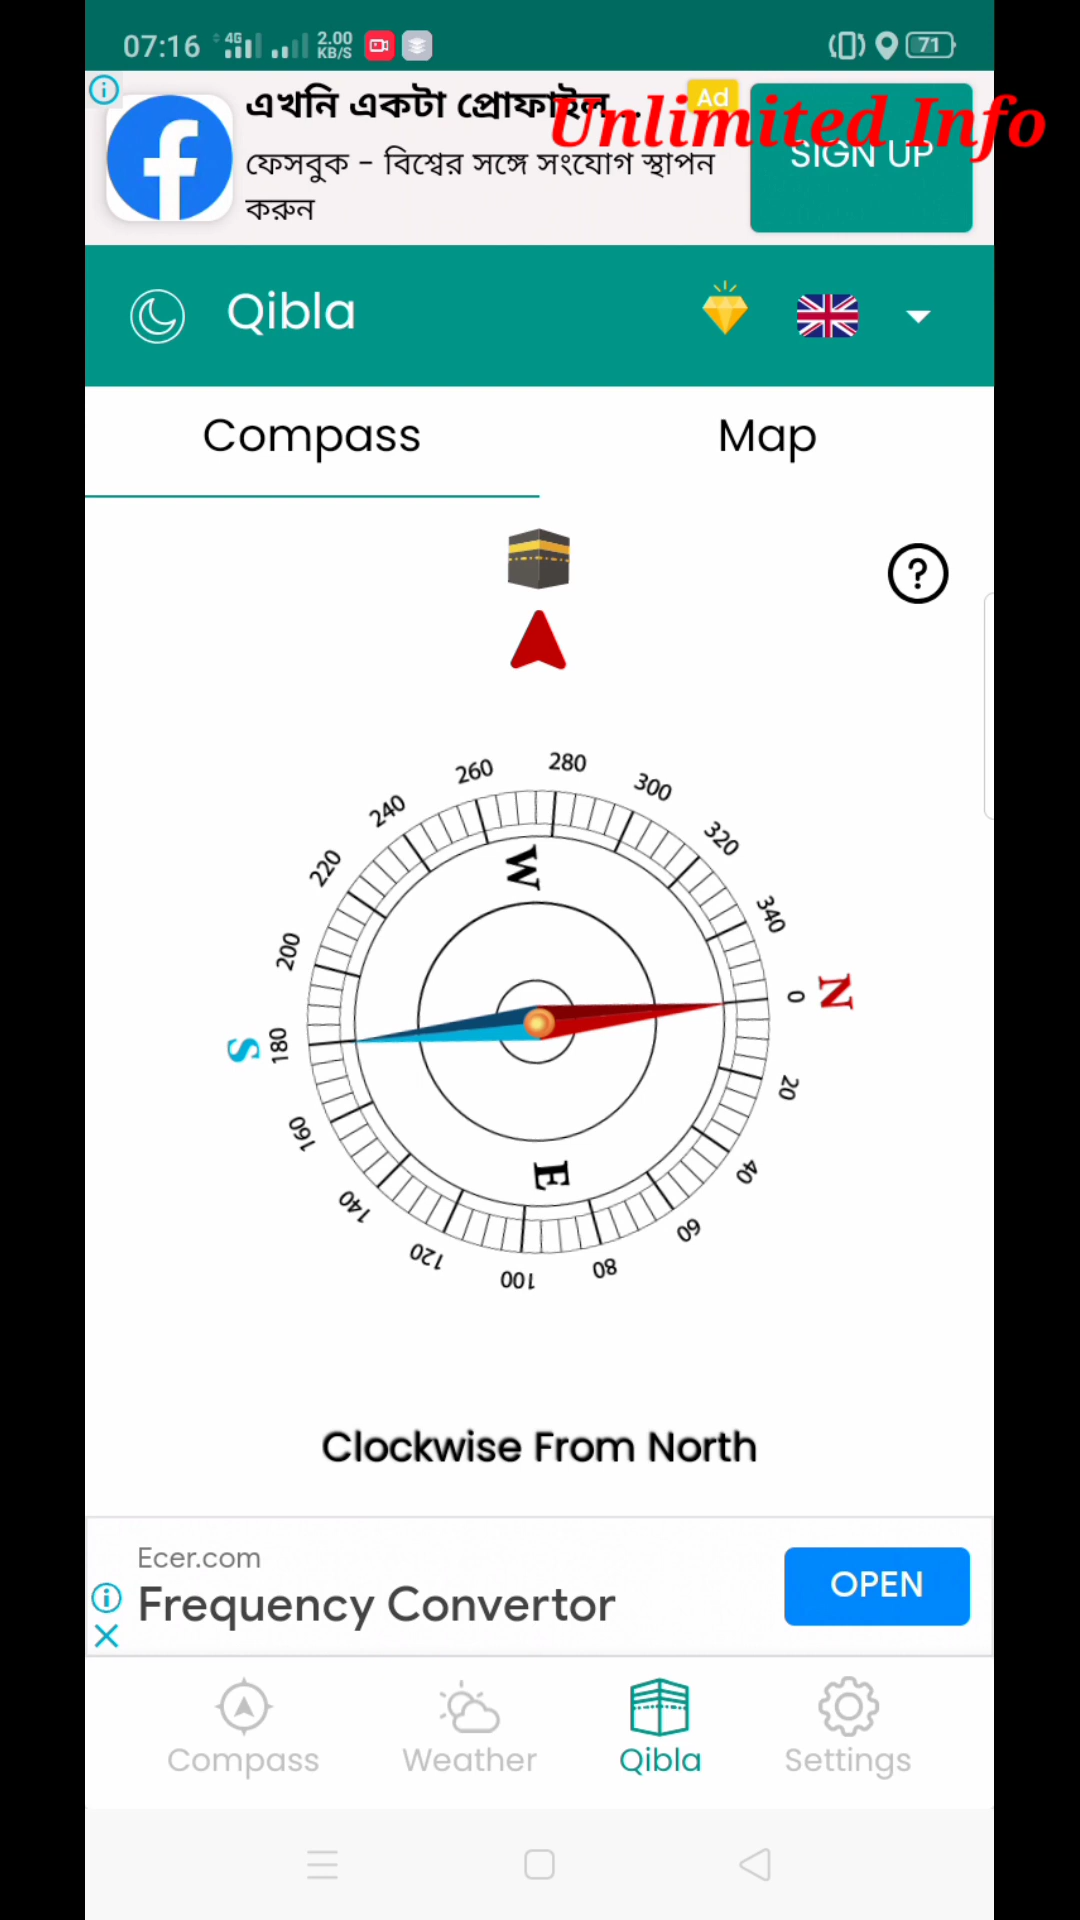 07:16 4G 2.00 KB/S 71
এখনি একটা প্রোফাইল... Ad
Unlimited Info
SIGN UP
ফেসবুক - বিশ্বের সঙ্গে সংযোগ স্থাপন
করুন
Qibla
Compass Map
?
260 280 300
240 320
220 340
200
W
N
0
S
180
20
160
E
40
140
60
120 100 80
Clockwise From North
Ecer.com
Frequency Convertor
OPEN
Compass Weather Qibla Settings